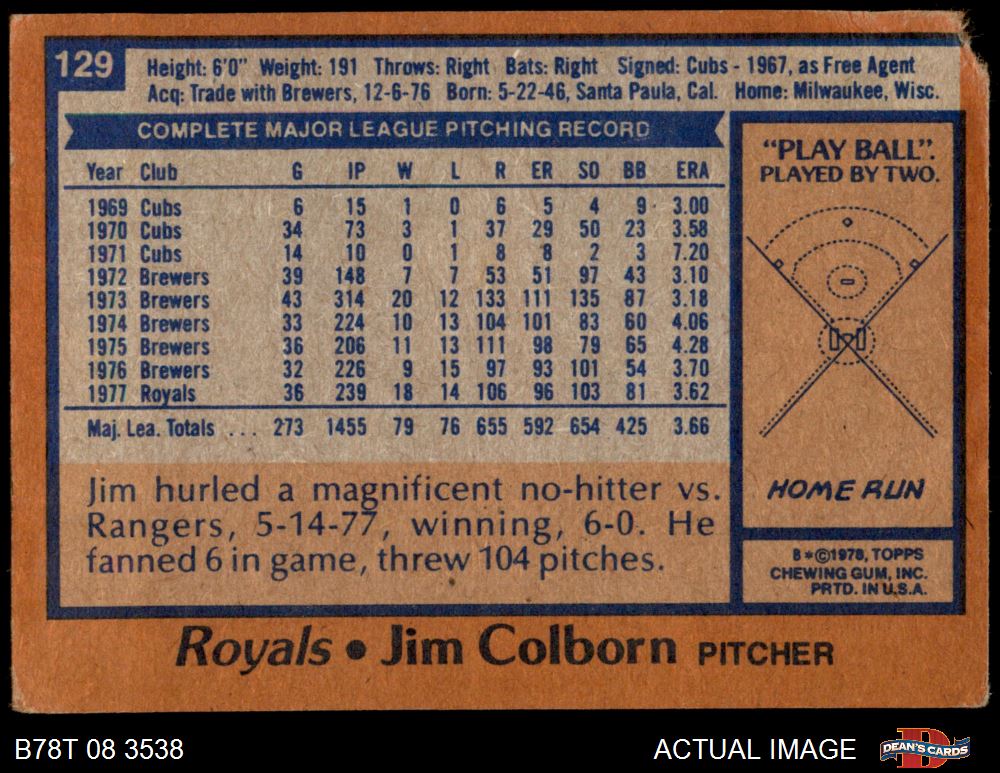 129
Height: 6'0" Weight: 191 Throws: Right Bats: Right Signed: Cubs - 1967, as Free Agent
Acq: Trade with Brewers, 12-6-76 Born: 5-22-46, Santa Paula, Cal. Home: Milwaukee, Wisc.
COMPLETE MAJOR LEAGUE PITCHING RECORD
Year Club G IP W L R ER SO BB ERA
1969 Cubs 6 15 1 0 6 5 4 9 3.00
1970 Cubs 34 73 3 1 37 29 50 23 3.58
1971 Cubs 14 10 0 1 8 8 2 3 7.20
1972 Brewers 39 148 7 7 53 51 97 43 3.10
1973 Brewers 43 314 20 12 133 111 135 87 3.18
1974 Brewers 33 224 10 13 104 101 83 60 4.06
1975 Brewers 36 206 11 13 111 98 79 65 4.28
1976 Brewers 32 226 9 15 97 93 101 54 3.70
1977 Royals 36 239 18 14 106 96 103 81 3.62
Maj. Lea. Totals ... 273 1455 79 76 655 592 654 425 3.66
Jim hurled a magnificent no-hitter vs.
Rangers, 5-14-77, winning, 6-0. He
fanned 6 in game, threw 104 pitches.
"PLAY BALL".
PLAYED BY TWO.
HOME RUN
B*©1978, TOPPS
CHEWING GUM, INC.
PRTD. IN U.S.A.
Royals • Jim Colborn PITCHER
B78T 08 3538
ACTUAL IMAGE
DEAN'S CARDS